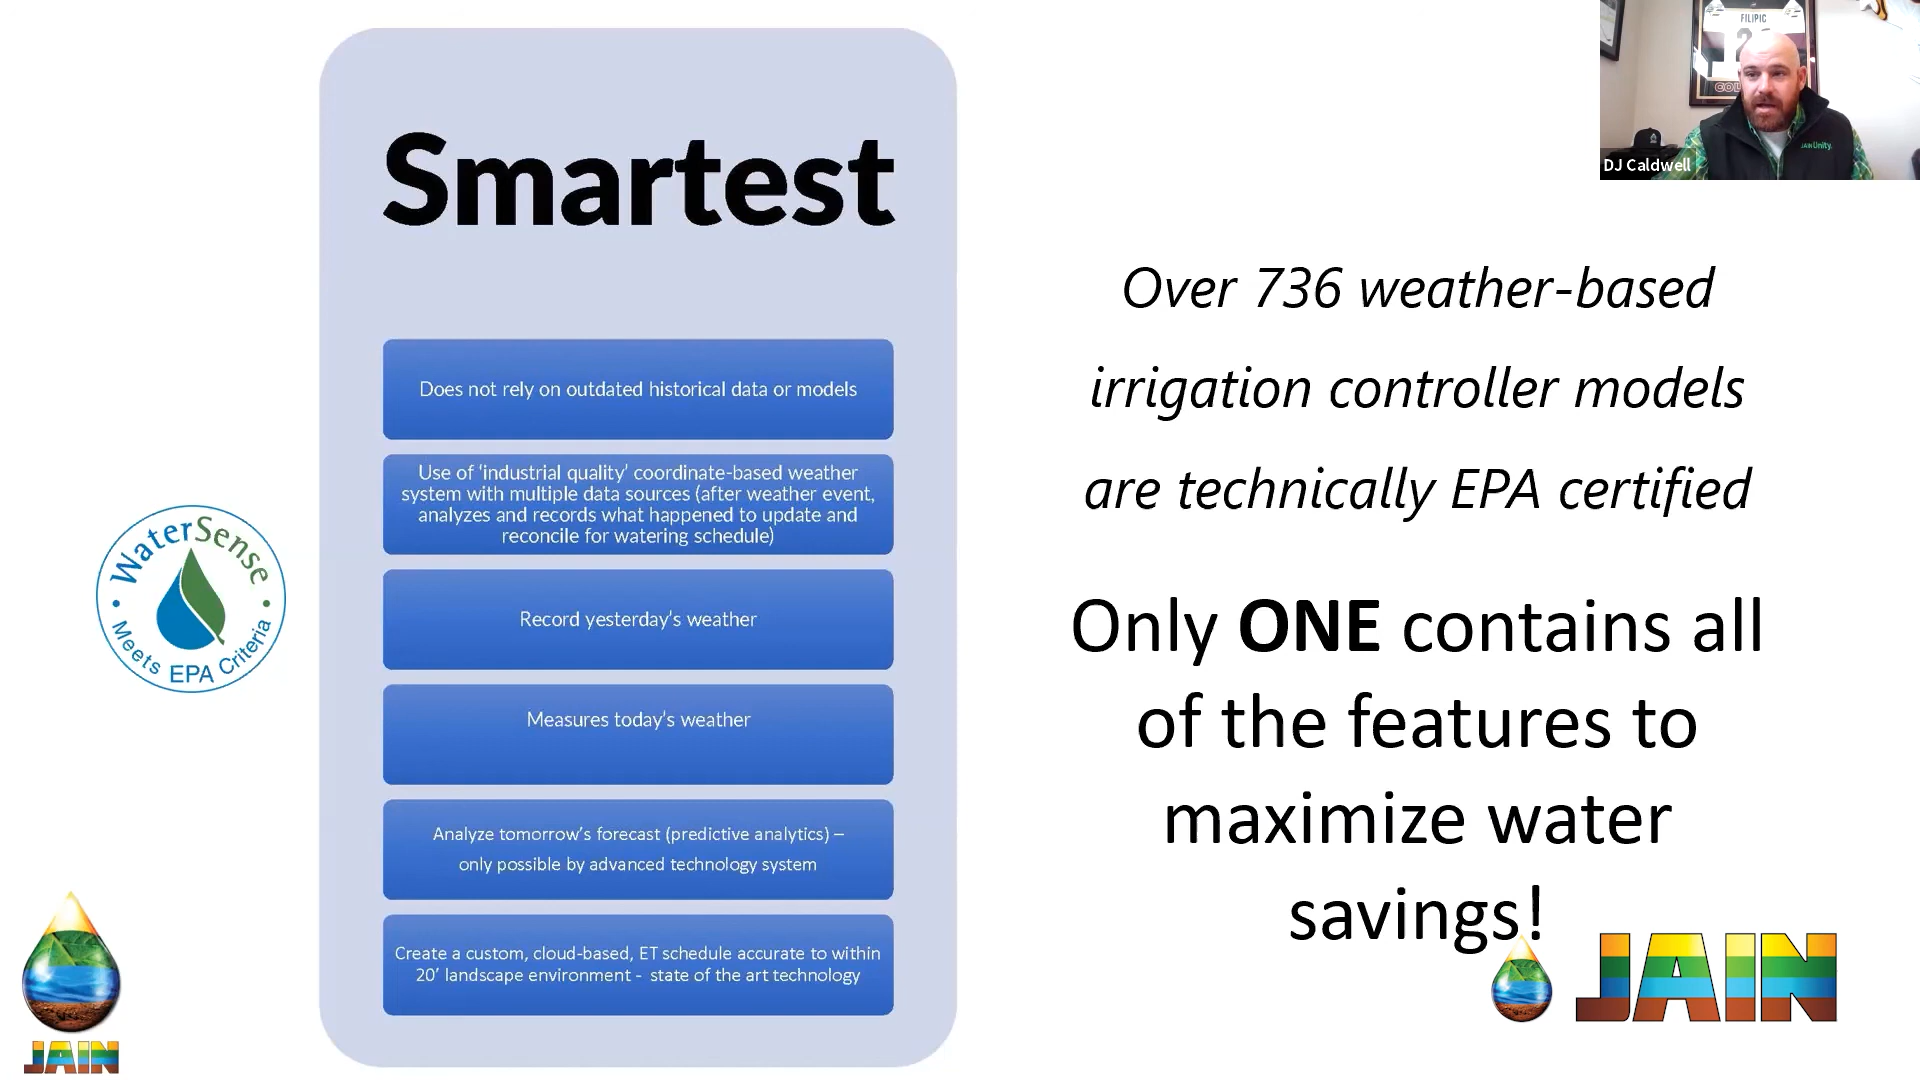 Smartest
Does not rely on outdated historical data or models
Use of ‘industrial quality’ coordinate-based weather
system with multiple data sources (after weather event,
analyzes and records what happened to update and
reconcile for watering schedule)
Record yesterday’s weather
Measures today’s weather
Analyze tomorrow’s forecast (predictive analytics) –
only possible by advanced technology system
Create a custom, cloud-based, ET schedule accurate to within
20’ landscape environment - state of the art technology
WaterSense
Meets EPA Criteria
JAIN
Over 736 weather-based
irrigation controller models
are technically EPA certified
Only ONE contains all
of the features to
maximize water
savings!
JAIN
FILIPIC
JAIN Unity.
DJ Caldwell